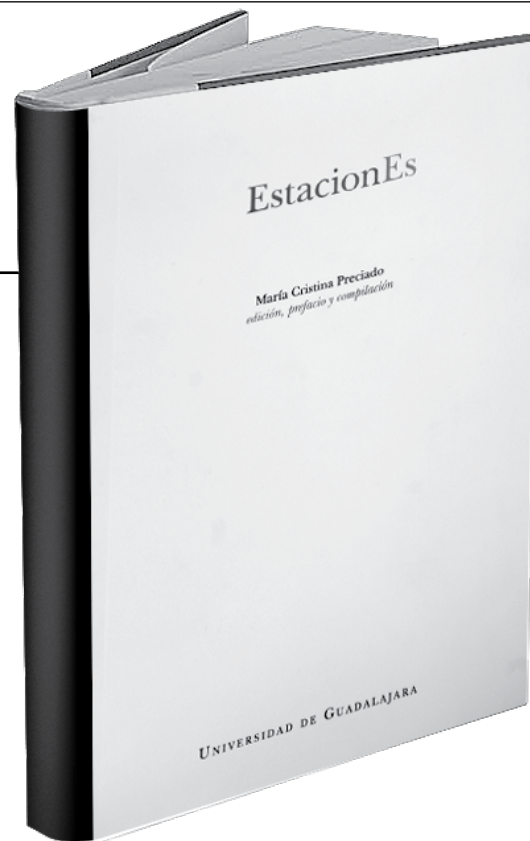 EstacionEs
María Cristina Preciado
edición, prefacio y compilación
UNIVERSIDAD DE GUADALAJARA